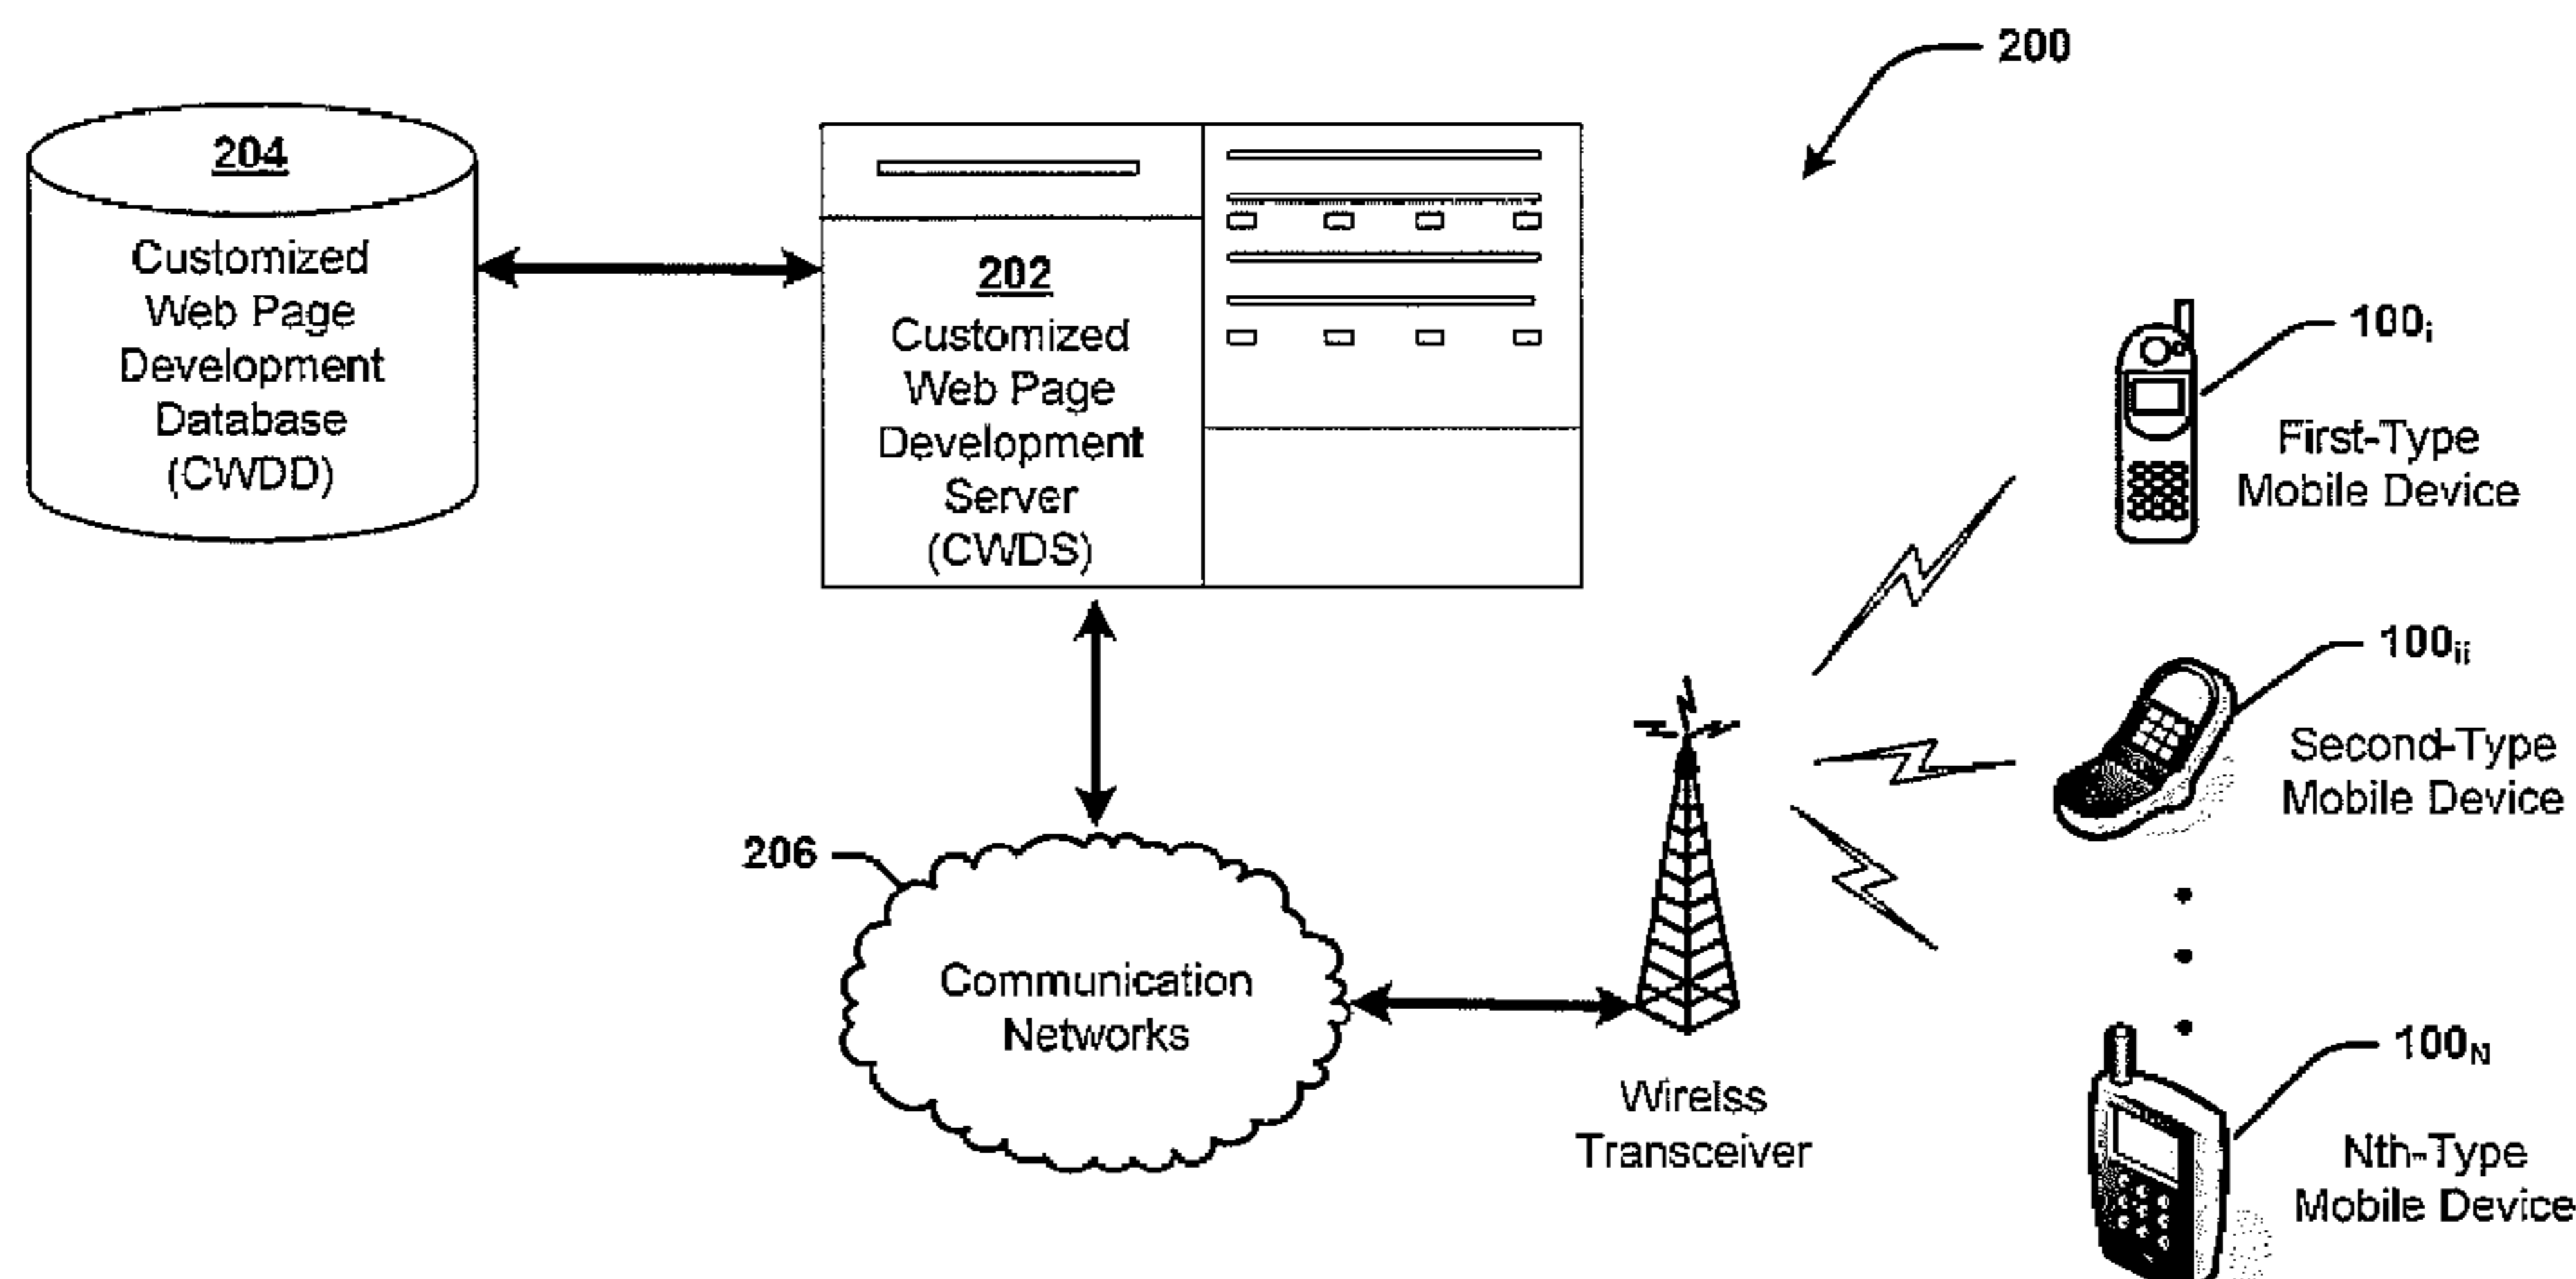 200
204
Customized
Web Page
Development
Database
(CWDD)
202
Customized
Web Page
Development
Server
(CWDS)
100i
First-Type
Mobile Device
100ii
Second-Type
Mobile Device
206
Communication
Networks
Wirelss
Transceiver
100N
Nth-Type
Mobile Device